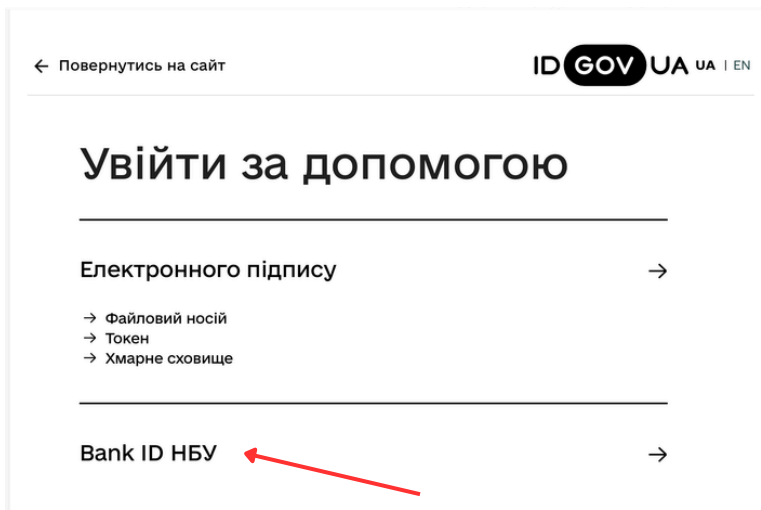 ← Повернутись на сайт
ID GOV UA UA | EN
Увійти за допомогою
Електронного підпису →
→ Файловий носій
→ Токен
→ Хмарне сховище
Bank ID НБУ →